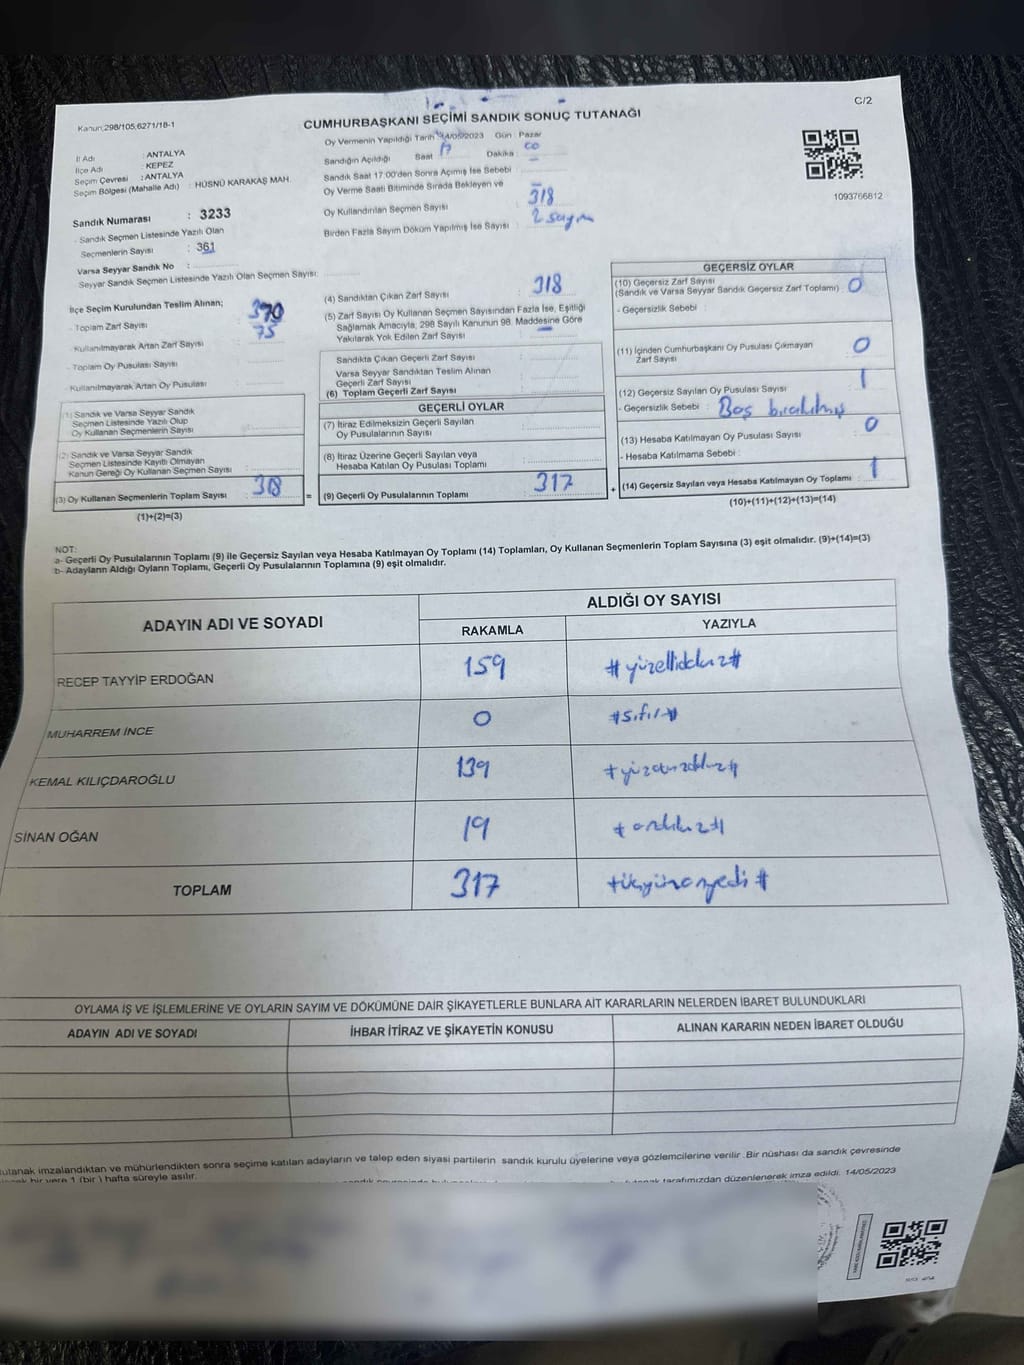 C/2
Kanun:298/105;6271/18-1
CUMHURBAŞKANI SEÇİMİ SANDIK SONUÇ TUTANAĞI
İl Adı : ANTALYA
İlçe Adı : KEPEZ
Seçim Çevresi : ANTALYA
Seçim Bölgesi (Mahalle Adı) : HÜSNÜ KARAKAŞ MAH.
Sandık Numarası : 3233
- Sandık Seçmen Listesinde Yazılı Olan
Seçmenlerin Sayısı : 361
Varsa Seyyar Sandık No :
Seyyar Sandık Seçmen Listesinde Yazılı Olan Seçmen Sayısı:
Oy Vermenin Yapıldığı Tarih 14/05/2023 Gün : Pazar
Sandığın Açıldığı Saat : 17 Dakika : 00
Sandık Saat 17:00'den Sonra Açımış İse Sebebi :
Oy Verme Saati Bitiminde Sırada Bekleyen ve
Oy Kullandırılan Seçmen Sayısı : 318
Birden Fazla Sayım Döküm Yapılmış İse Sayısı : 2 sayım
1093766812
İlçe Seçim Kurulundan Teslim Alınan;
- Toplam Zarf Sayısı : 390
- Kullanılmayarak Artan Zarf Sayısı : 75
- Toplam Oy Pusulası Sayısı :
- Kullanılmayarak Artan Oy Pusulası :
(1) Sandık ve Varsa Seyyar Sandık
Seçmen Listesinde Yazılı Olup
Oy Kullanan Seçmenlerin Sayısı
(2) Sandık ve Varsa Seyyar Sandık
Seçmen Listesinde Kayıtlı Olmayan
Kanun Gereği Oy Kullanan Seçmen Sayısı :
(3) Oy Kullanan Seçmenlerin Toplam Sayısı : 318 =
(1)+(2)=(3)
(4) Sandıktan Çıkan Zarf Sayısı : 318
(5) Zarf Sayısı Oy Kullanan Seçmen Sayısından Fazla İse, Eşitliği
Sağlamak Amacıyla, 298 Sayılı Kanunun 98. Maddesine Göre
Yakılarak Yok Edilen Zarf Sayısı : —
Sandıkta Çıkan Geçerli Zarf Sayısı :
Varsa Seyyar Sandıktan Teslim Alınan
Geçerli Zarf Sayısı
(6) Toplam Geçerli Zarf Sayısı
GEÇERLİ OYLAR
(7) İtiraz Edilmeksizin Geçerli Sayılan
Oy Pusulalarının Sayısı
(8) İtiraz Üzerine Geçerli Sayılan veya
Hesaba Katılan Oy Pusulası Toplamı
(9) Geçerli Oy Pusulalarının Toplamı : 317 +
GEÇERSİZ OYLAR
(10) Geçersiz Zarf Sayısı
(Sandık ve Varsa Seyyar Sandık Geçersiz Zarf Toplamı) : 0
- Geçersizlik Sebebi :
(11) İçinden Cumhurbaşkanı Oy Pusulası Çıkmayan
Zarf Sayısı : 0
(12) Geçersiz Sayılan Oy Pusulası Sayısı : 1
- Geçersizlik Sebebi : Boş bırakılmış
(13) Hesaba Katılmayan Oy Pusulası Sayısı : 0
- Hesaba Katılmama Sebebi :
(14) Geçersiz Sayılan veya Hesaba Katılmayan Oy Toplamı : 1
(10)+(11)+(12)+(13)=(14)
NOT:
a- Geçerli Oy Pusulalarının Toplamı (9) ile Geçersiz Sayılan veya Hesaba Katılmayan Oy Toplamı (14) Toplamları, Oy Kullanan Seçmenlerin Toplam Sayısına (3) eşit olmalıdır. (9)+(14)=(3)
b- Adayların Aldığı Oyların Toplamı, Geçerli Oy Pusulalarının Toplamına (9) eşit olmalıdır.
ADAYIN ADI VE SOYADI
ALDIĞI OY SAYISI
RAKAMLA YAZIYLA
RECEP TAYYİP ERDOĞAN 159 #yüzellidokuz#
MUHARREM İNCE 0 #sıfır#
KEMAL KILIÇDAROĞLU 139 #yüzotuzdokuz#
SİNAN OĞAN 19 #ondokuz#
TOPLAM 317 #üçyüzonyedi#
OYLAMA İŞ VE İŞLEMLERİNE VE OYLARIN SAYIM VE DÖKÜMÜNE DAİR ŞİKAYETLERLE BUNLARA AİT KARARLARIN NELERDEN İBARET BULUNDUKLARI
ADAYIN ADI VE SOYADI İHBAR İTİRAZ VE ŞİKAYETİN KONUSU ALINAN KARARIN NEDEN İBARET OLDUĞU
tutanak imzalandıktan ve mühürlendikten sonra seçime katılan adayların ve talep eden siyasi partilerin sandık kurulu üyelerine veya gözlemcilerine verilir .Bir nüshası da sandık çevresinde
bir yere 1 (bir) hafta süreyle asılır.
tarafımızdan düzenlenerek imza edildi. 14/05/2023